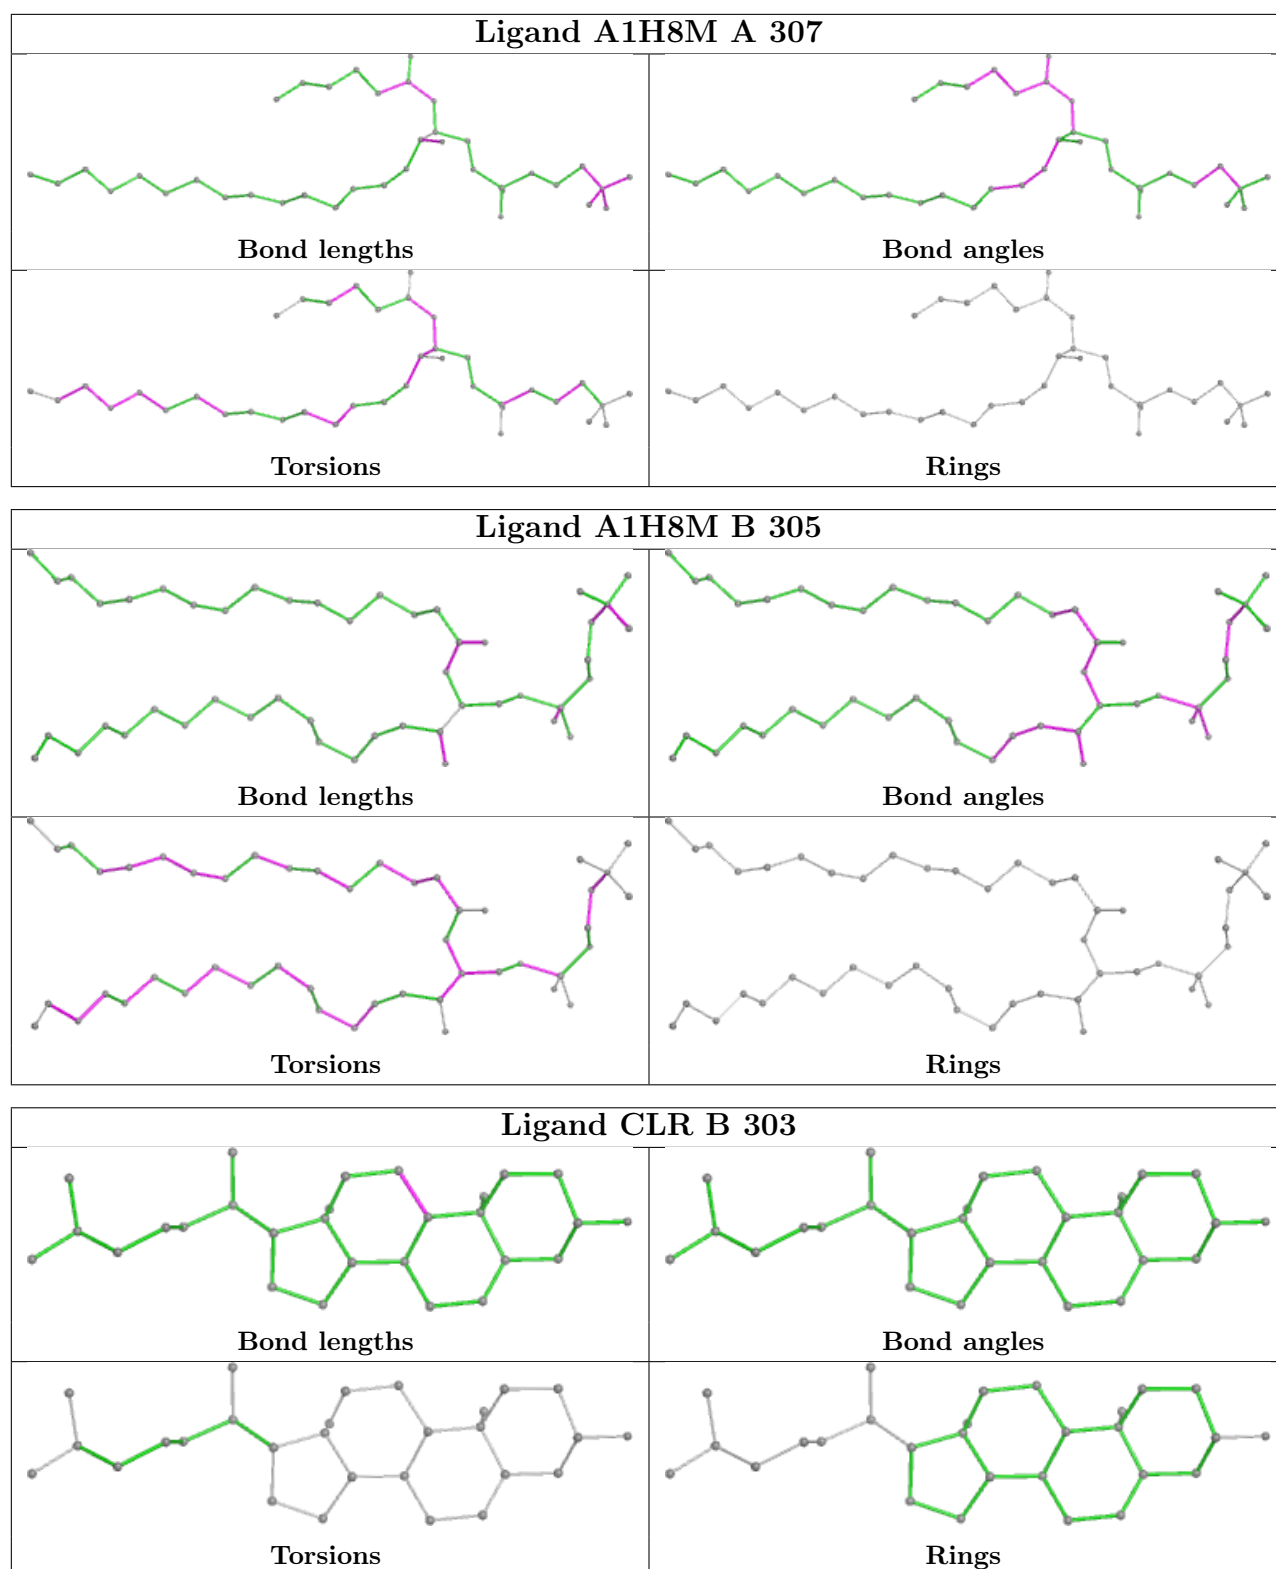 Ligand A1H8M A 307
Bond lengths
Bond angles
Torsions
Rings
Ligand A1H8M B 305
Bond lengths
Bond angles
Torsions
Rings
Ligand CLR B 303
Bond lengths
Bond angles
Torsions
Rings